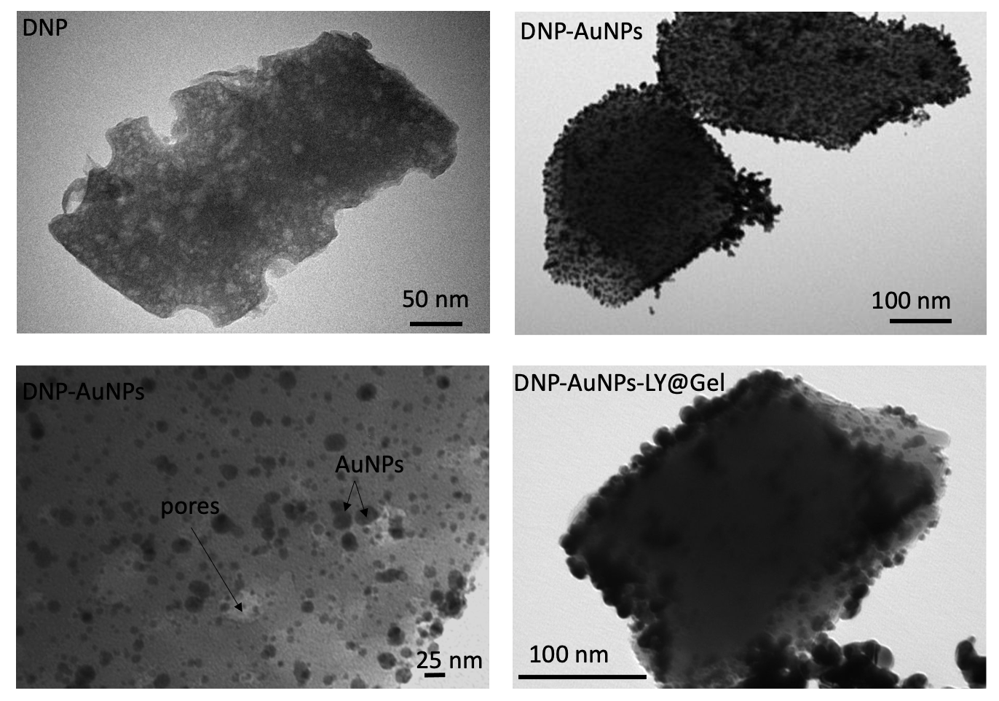 DNP
50 nm
DNP-AuNPs
100 nm
DNP-AuNPs
AuNPs
pores
25 nm
DNP-AuNPs-LY@Gel
100 nm